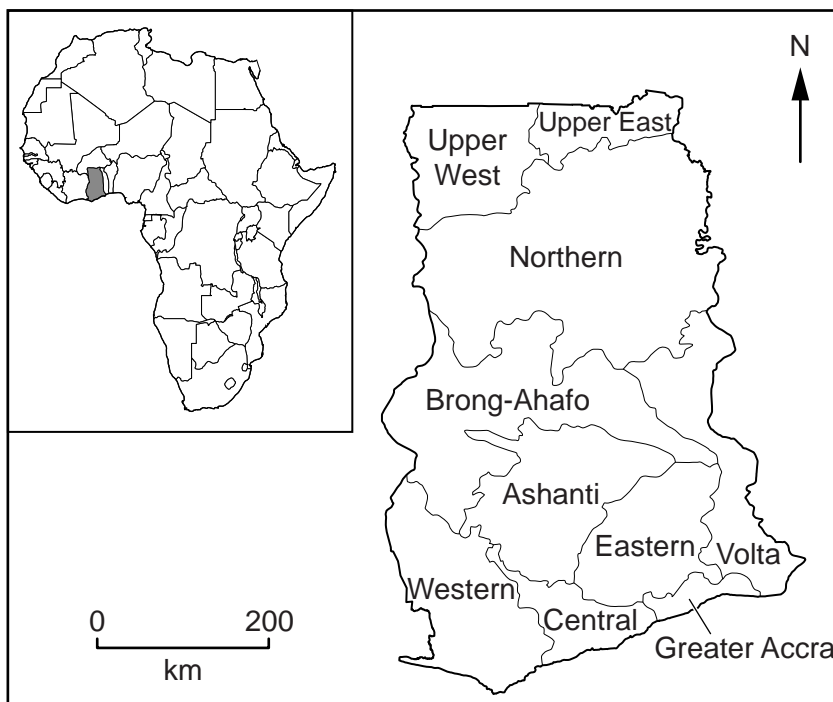 N
Upper East
Upper
West
Northern
Brong-Ahafo
Ashanti
Eastern
Volta
Western
Central
Greater Accra
0 200
km